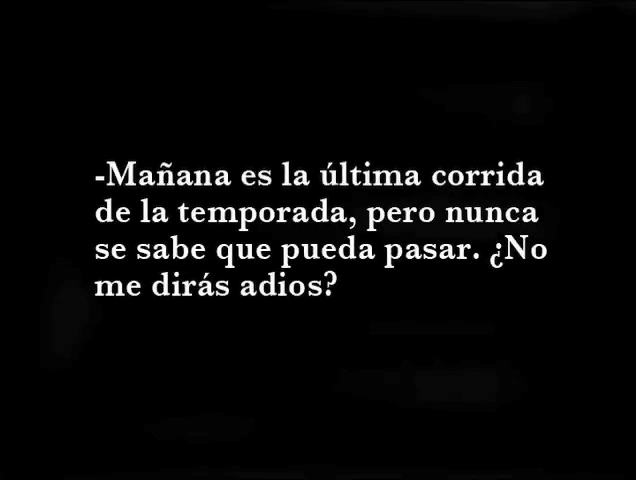 -Mañana es la última corrida
de la temporada, pero nunca
se sabe que pueda pasar. ¿No
me dirás adios?